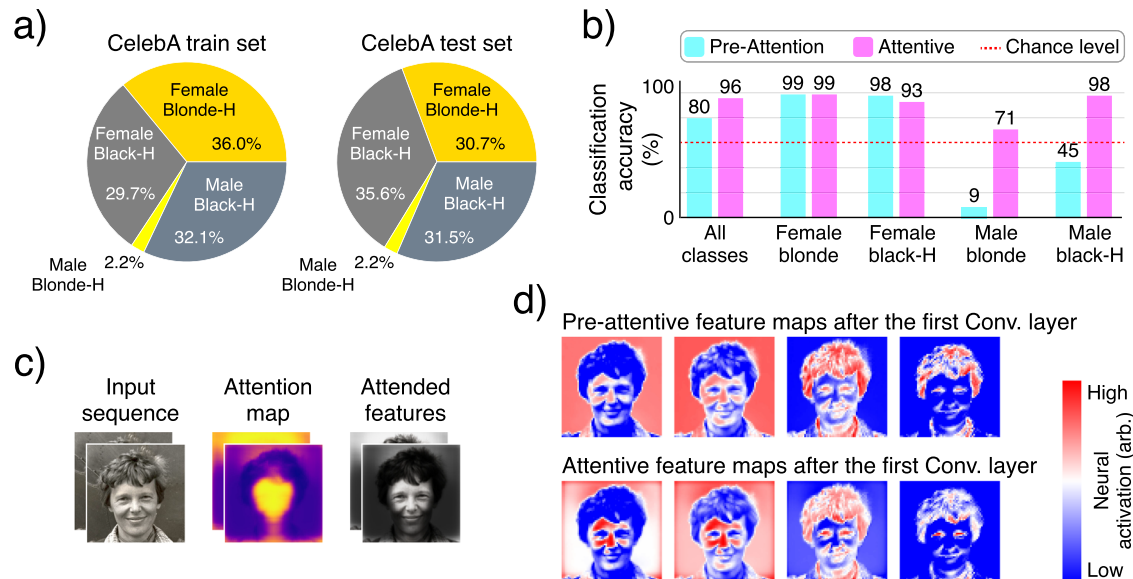 a)
CelebA train set
Female
Blonde-H
36.0%
Female
Black-H
29.7%
Male
Black-H
32.1%
2.2%
Male
Blonde-H
CelebA test set
Female
Blonde-H
30.7%
Female
Black-H
35.6%
Male
Black-H
31.5%
2.2%
Male
Blonde-H
b)
Pre-Attention Attentive Chance level
Classification
accuracy
(%)
100
0
80 96 99 99 98 93 9 71 45 98
All
classes
Female
blonde
Female
black-H
Male
blonde
Male
black-H
c)
Input
sequence
Attention
map
Attended
features
d)
Pre-attentive feature maps after the first Conv. layer
Attentive feature maps after the first Conv. layer
High
Neural
activation (arb.)
Low